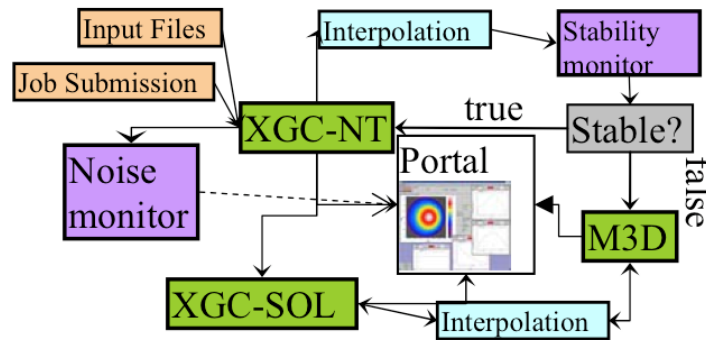 Input Files
Interpolation
Stability
monitor
Job Submission
XGC-NT
true
Stable?
Noise
monitor
Portal
false
M3D
XGC-SOL
Interpolation